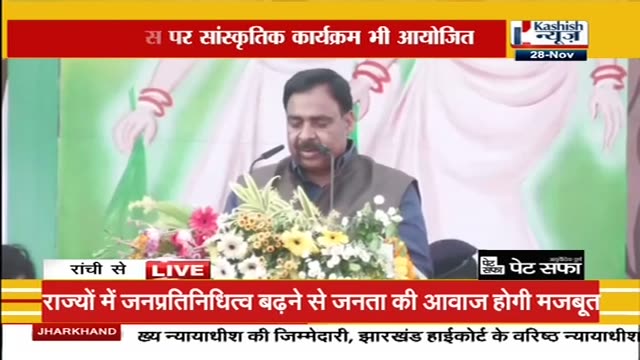 स पर सांस्कृतिक कार्यक्रम भी आयोजित
Kashish
न्यूज़
28-Nov
रांची से LIVE
पेट सफा पेट सफा
राज्यों में जनप्रतिनिधित्व बढ़ने से जनता की आवाज होगी मजबूत
JHARKHAND ख्य न्यायाधीश की जिम्मेदारी, झारखंड हाईकोर्ट के वरिष्ठ न्यायाधीश